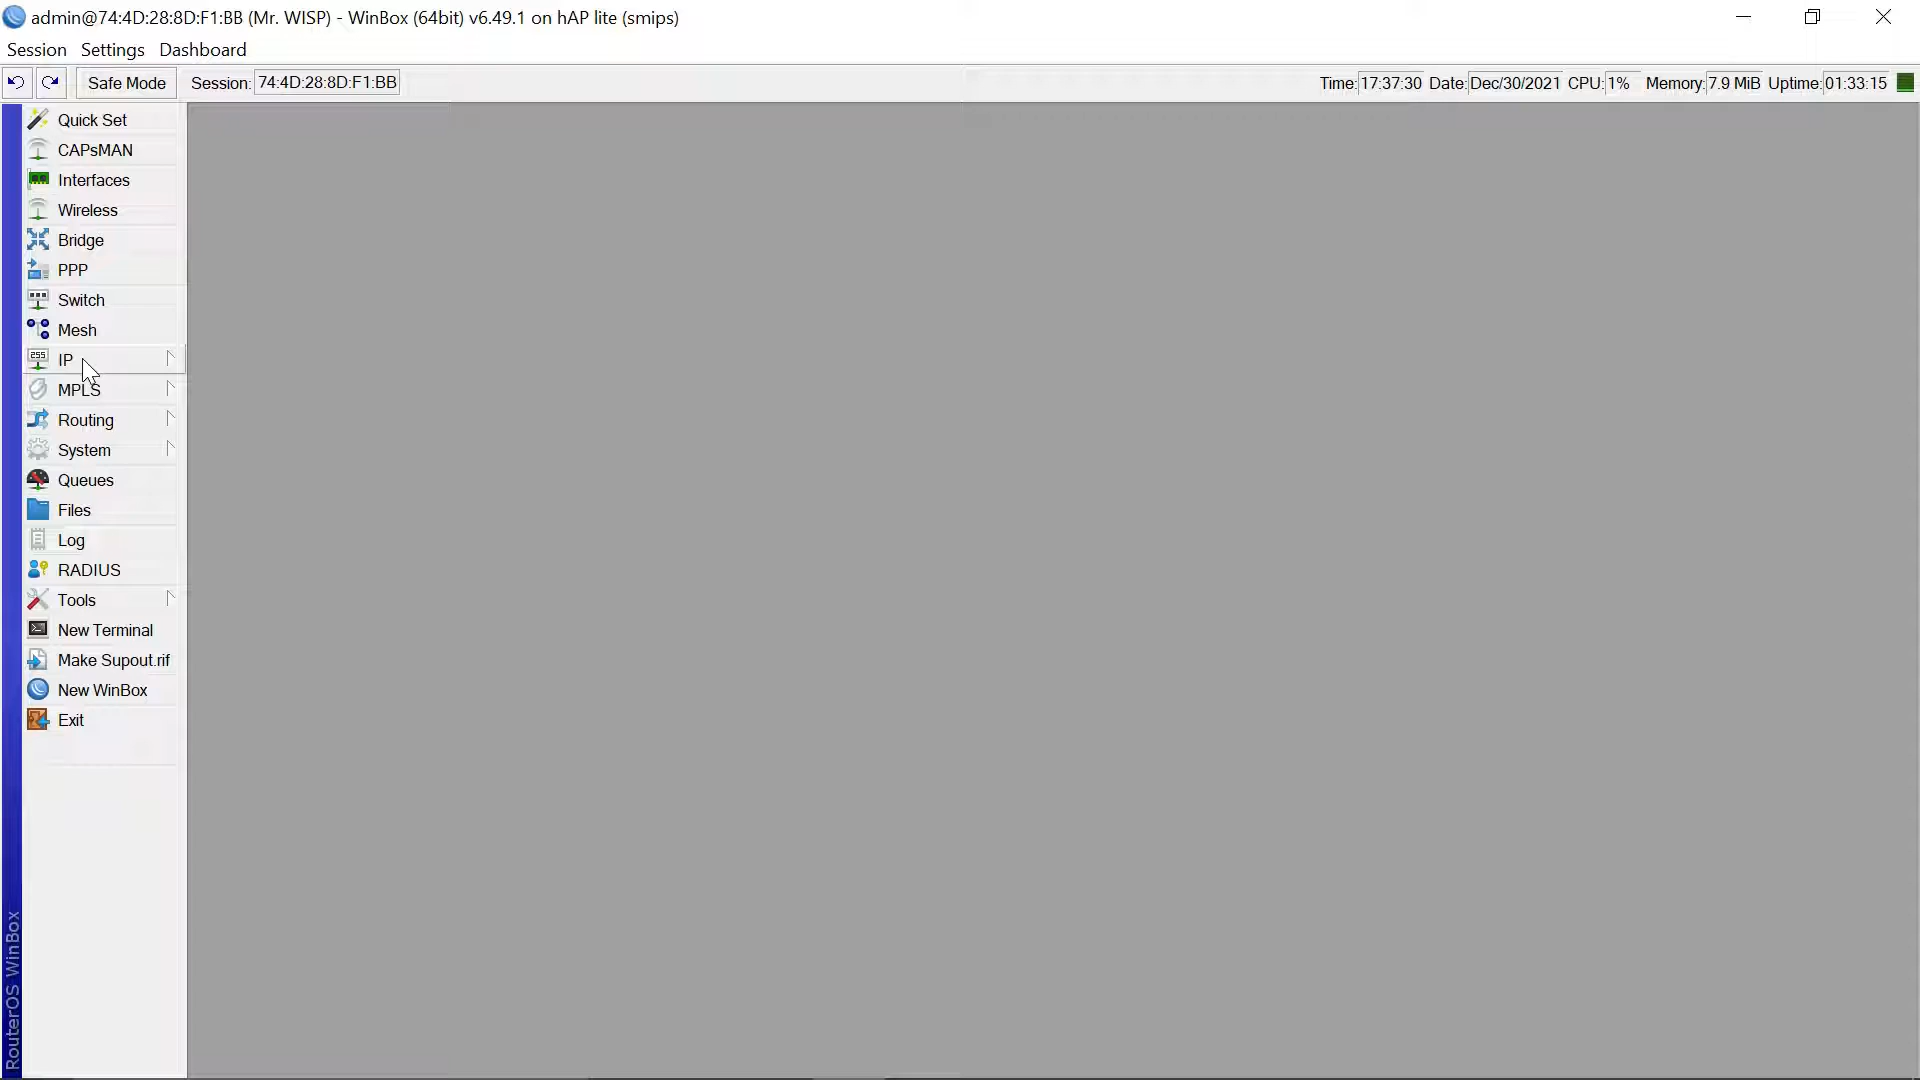 admin@74:4D:28:8D:F1:BB (Mr. WISP) - WinBox (64bit) v6.49.1 on hAP lite (smips)
Session Settings Dashboard
Safe Mode Session: 74:4D:28:8D:F1:BB Time: 17:37:30 Date: Dec/30/2021 CPU: 1% Memory: 7.9 MiB Uptime: 01:33:15
Quick Set
CAPsMAN
Interfaces
Wireless
Bridge
PPP
Switch
Mesh
255 IP
MPLS
Routing
System
Queues
Files
Log
RADIUS
Tools
New Terminal
Make Supout.rif
New WinBox
Exit
RouterOS WinBox